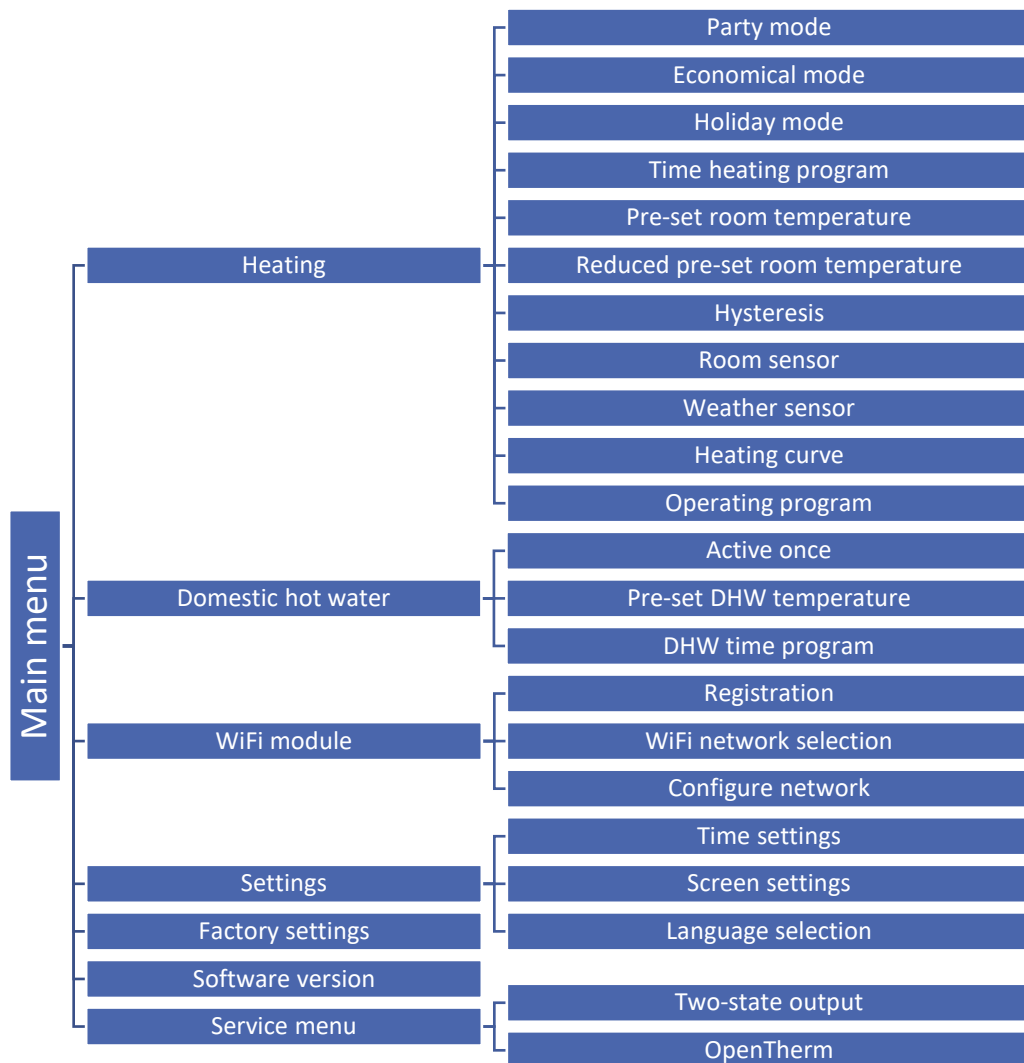 Main menu
Heating
Party mode
Economical mode
Holiday mode
Time heating program
Pre-set room temperature
Reduced pre-set room temperature
Hysteresis
Room sensor
Weather sensor
Heating curve
Operating program
Domestic hot water
Active once
Pre-set DHW temperature
DHW time program
WiFi module
Registration
WiFi network selection
Configure network
Settings
Time settings
Screen settings
Language selection
Factory settings
Software version
Service menu
Two-state output
OpenTherm